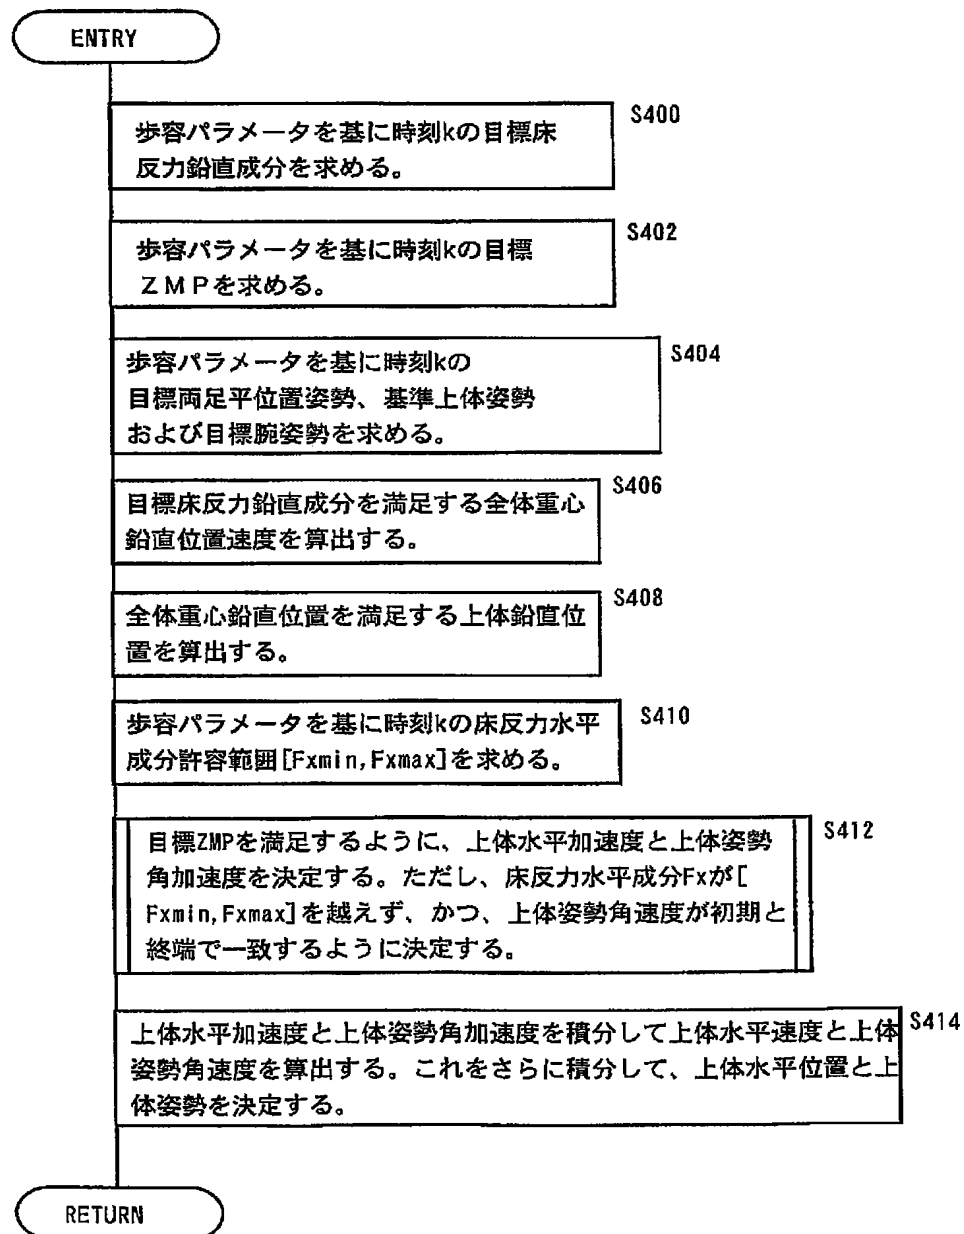 ENTRY
S400
歩容パラメータを基に時刻kの目標床
反力鉛直成分を求める。
S402
歩容パラメータを基に時刻kの目標
ＺＭＰを求める。
S404
歩容パラメータを基に時刻kの
目標両足平位置姿勢、基準上体姿勢
および目標腕姿勢を求める。
S406
目標床反力鉛直成分を満足する全体重心
鉛直位置速度を算出する。
S408
全体重心鉛直位置を満足する上体鉛直位
置を算出する。
S410
歩容パラメータを基に時刻kの床反力水平
成分許容範囲[Fxmin,Fxmax]を求める。
S412
目標ZMPを満足するように、上体水平加速度と上体姿勢
角加速度を決定する。ただし、床反力水平成分Fxが[
Fxmin,Fxmax]を越えず、かつ、上体姿勢角速度が初期と
終端で一致するように決定する。
S414
上体水平加速度と上体姿勢角加速度を積分して上体水平速度と上体
姿勢角速度を算出する。これをさらに積分して、上体水平位置と上
体姿勢を決定する。
RETURN